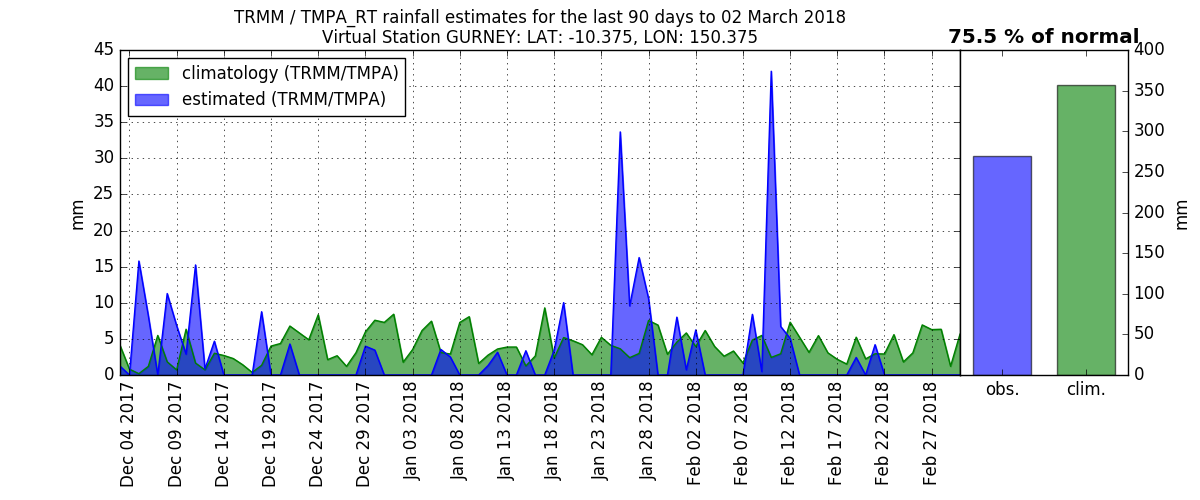 TRMM / TMPA_RT rainfall estimates for the last 90 days to 02 March 2018
Virtual Station GURNEY: LAT: -10.375, LON: 150.375
75.5 % of normal
climatology (TRMM/TMPA)
estimated (TRMM/TMPA)
mm
45
40
35
30
25
20
15
10
5
0
Dec 04 2017
Dec 09 2017
Dec 14 2017
Dec 19 2017
Dec 24 2017
Dec 29 2017
Jan 03 2018
Jan 08 2018
Jan 13 2018
Jan 18 2018
Jan 23 2018
Jan 28 2018
Feb 02 2018
Feb 07 2018
Feb 12 2018
Feb 17 2018
Feb 22 2018
Feb 27 2018
obs.
clim.
400
350
300
250
200
150
100
50
0
mm